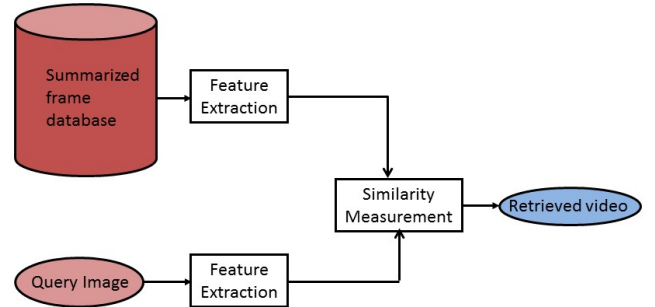 Summarized
frame
database
Feature
Extraction
Similarity
Measurement
Retrieved video
Query Image
Feature
Extraction